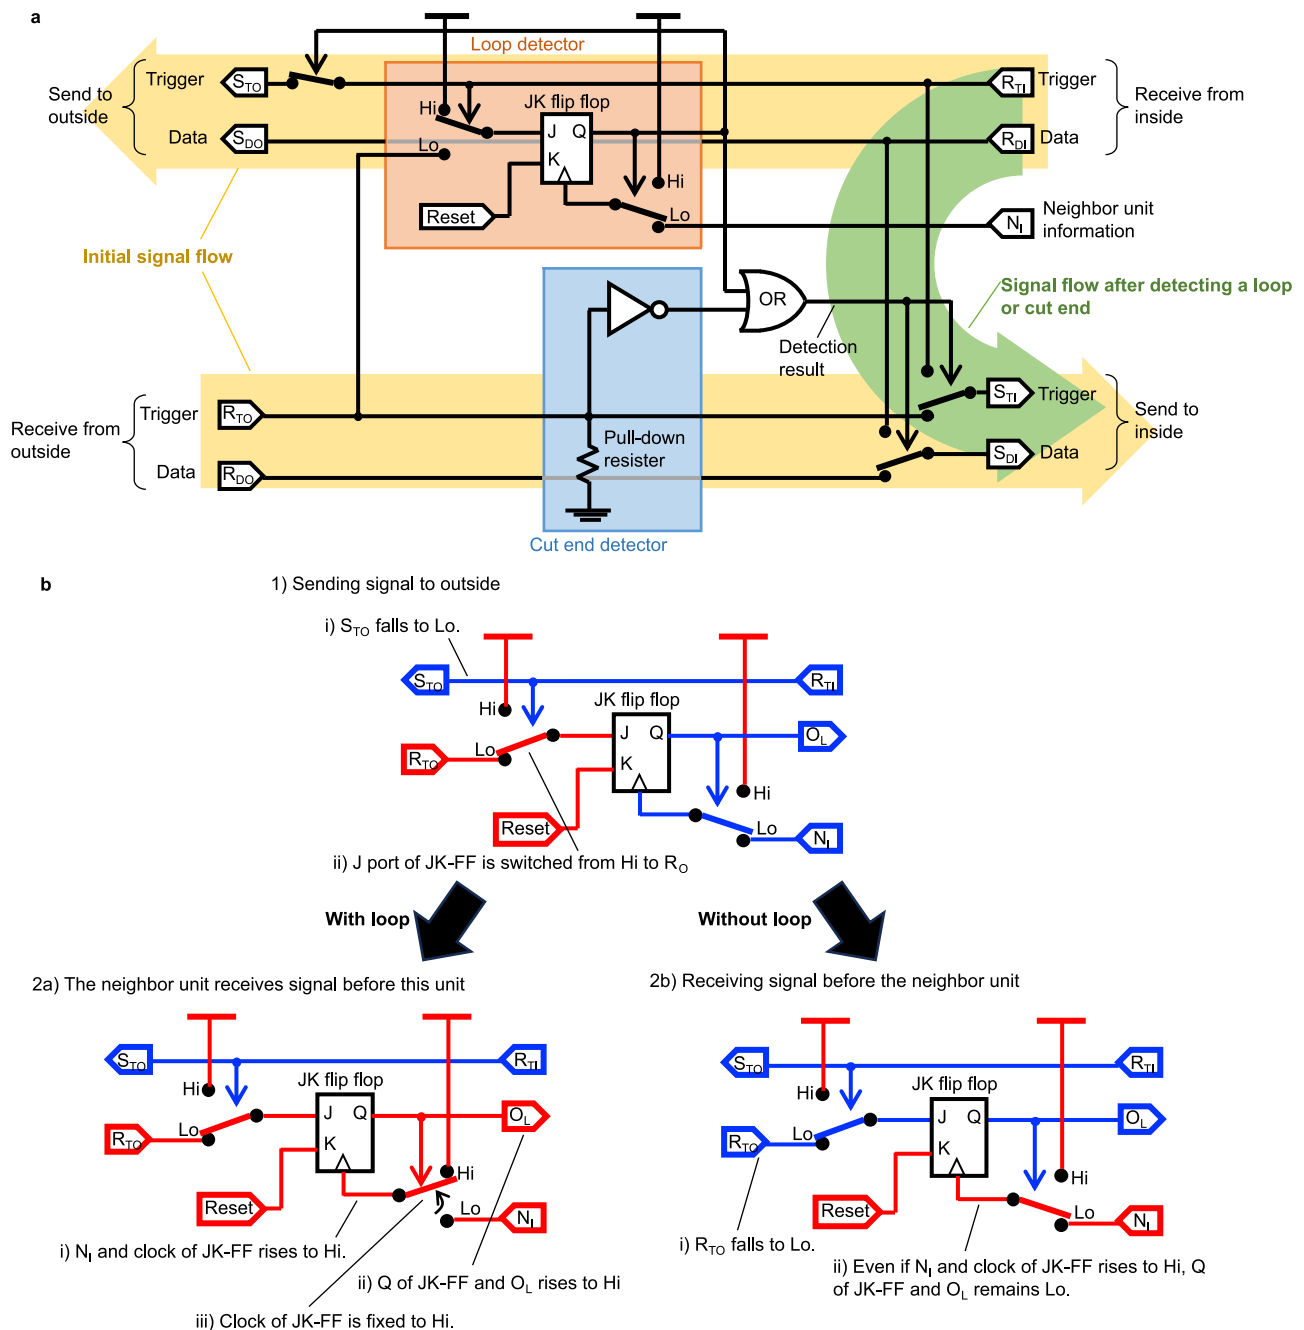 a
Loop detector
Trigger
S_TO
R_TI
Trigger
Send to
outside
Hi
JK flip flop
Receive from
inside
Data
S_DO
Lo
J
Q
R_DI
Data
K
Hi
Reset
Lo
N_I
Neighbor unit
information
Initial signal flow
OR
Signal flow after detecting a loop
or cut end
Detection
result
Trigger
R_TO
S_TI
Trigger
Receive from
outside
Pull-down
resister
Send to
inside
Data
R_DO
S_DI
Data
Cut end detector
b
1) Sending signal to outside
i) S_TO falls to Lo.
S_TO
R_TI
Hi
JK flip flop
J
Q
O_L
Lo
R_TO
K
Hi
Reset
Lo
N_I
ii) J port of JK-FF is switched from Hi to R_O
With loop
Without loop
2a) The neighbor unit receives signal before this unit
2b) Receiving signal before the neighbor unit
S_TO
R_TI
Hi
JK flip flop
J
Q
O_L
Lo
R_TO
K
Hi
Reset
Lo
N_I
i) N_I and clock of JK-FF rises to Hi.
ii) Q of JK-FF and O_L rises to Hi
iii) Clock of JK-FF is fixed to Hi.
S_TO
R_TI
Hi
JK flip flop
J
Q
O_L
Lo
R_TO
K
Hi
Reset
Lo
N_I
i) R_TO falls to Lo.
ii) Even if N_I and clock of JK-FF rises to Hi, Q
of JK-FF and O_L remains Lo.